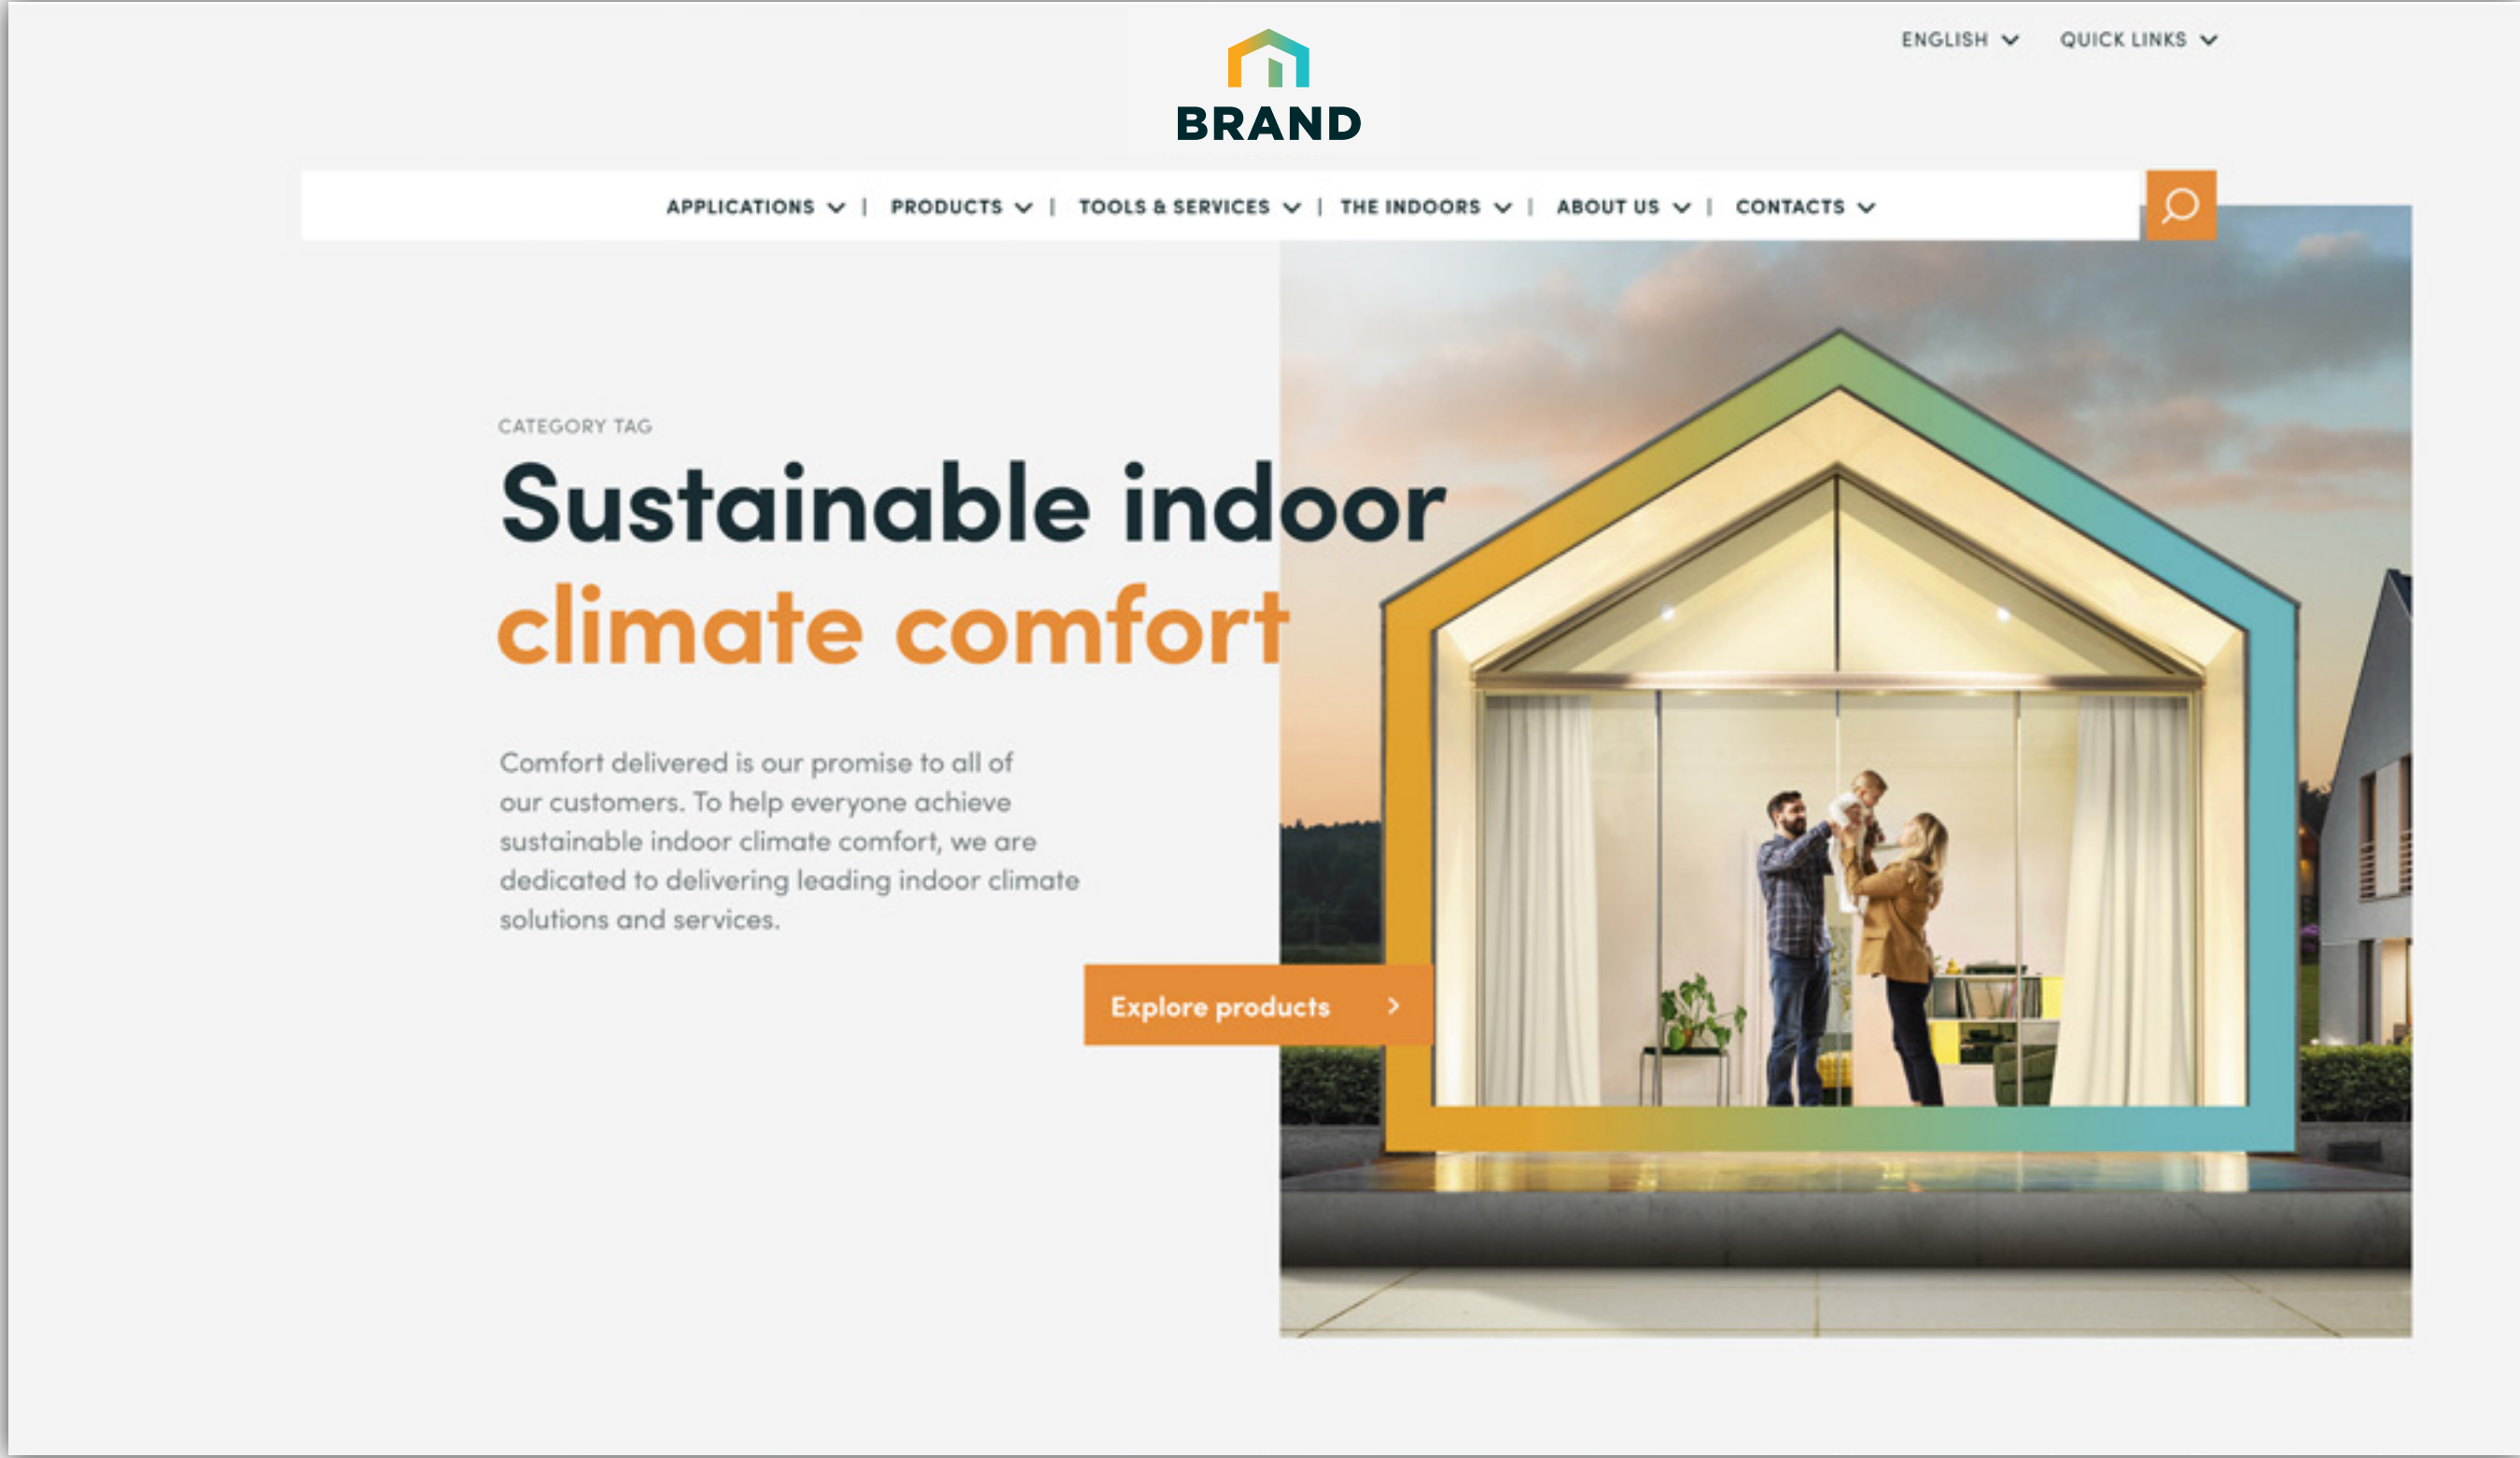 ENGLISH QUICK LINKS
BRAND
APPLICATIONS | PRODUCTS | TOOLS & SERVICES | THE INDOORS | ABOUT US | CONTACTS
CATEGORY TAG
Sustainable indoor
climate comfort
Comfort delivered is our promise to all of
our customers. To help everyone achieve
sustainable indoor climate comfort, we are
dedicated to delivering leading indoor climate
solutions and services.
Explore products